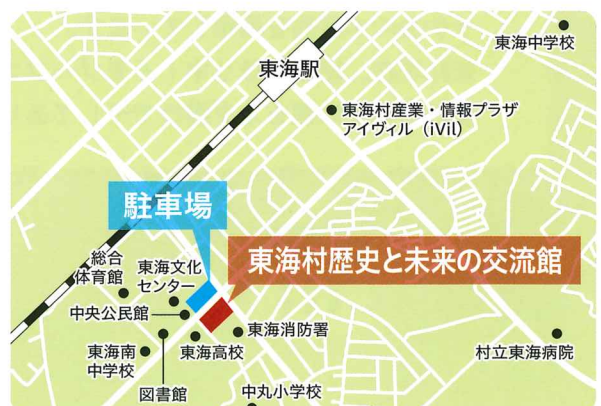 東海中学校
東海駅
東海村産業・情報プラザ
アイヴィル（iVil）
駐車場
東海村歴史と未来の交流館
総合
体育館
東海文化
センター
中央公民館
東海消防署
東海南
中学校
東海高校
村立東海病院
図書館
中丸小学校